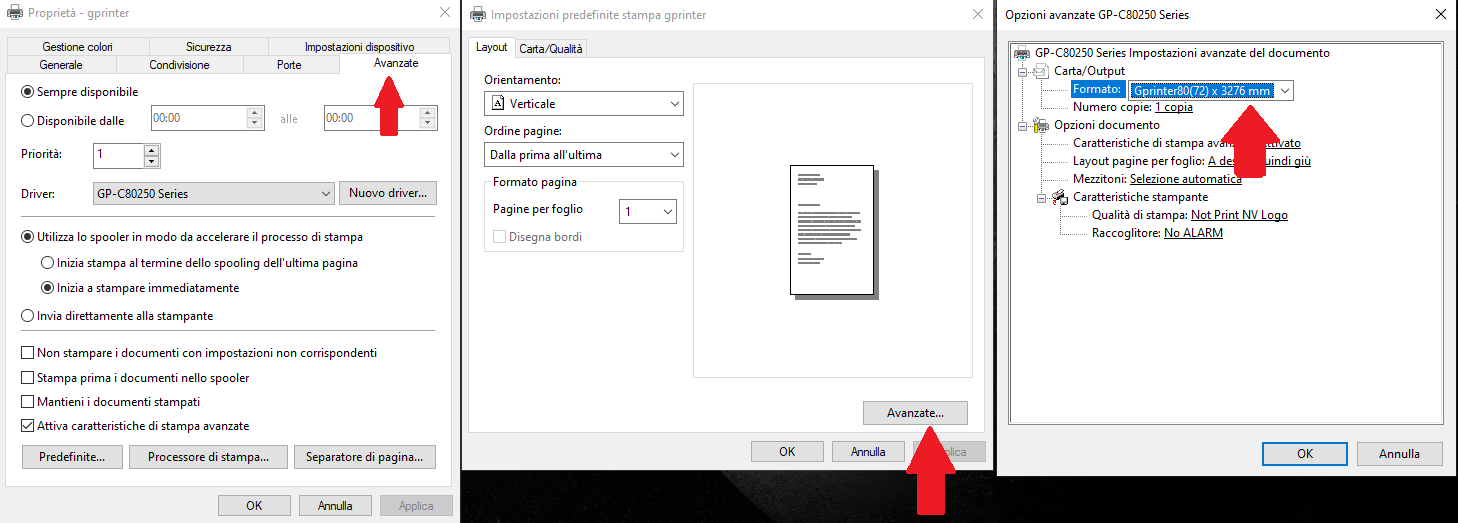 Proprietà - gprinter
Gestione colori
Sicurezza
Impostazioni dispositivo
Generale
Condivisione
Porte
Avanzate
Sempre disponibile
Disponibile dalle
00:00
alle
00:00
Priorità:
1
Driver:
GP-C80250 Series
Nuovo driver...
Utilizza lo spooler in modo da accelerare il processo di stampa
Inizia stampa al termine dello spooling dell'ultima pagina
Inizia a stampare immediatamente
Invia direttamente alla stampante
Non stampare i documenti con impostazioni non corrispondenti
Stampa prima i documenti nello spooler
Mantieni i documenti stampati
Attiva caratteristiche di stampa avanzate
Predefinite...
Processore di stampa...
Separatore di pagina...
OK
Annulla
Applica
Impostazioni predefinite stampa gprinter
Layout
Carta/Qualità
Orientamento:
A Verticale
Ordine pagine:
Dalla prima all'ultima
Formato pagina
Pagine per foglio
1
Disegna bordi
Avanzate...
OK
Annulla
Opzioni avanzate GP-C80250 Series
GP-C80250 Series Impostazioni avanzate del documento
Carta/Output
Formato: Gprinter80(72) x 3276 mm
Numero copie: 1 copia
Opzioni documento
Caratteristiche di stampa
Layout pagine per foglio: A
giù
Mezzitoni: Selezione automatica
Caratteristiche stampante
Qualità di stampa: Not Print NV Logo
Raccoglitore: No ALARM
OK
Annulla